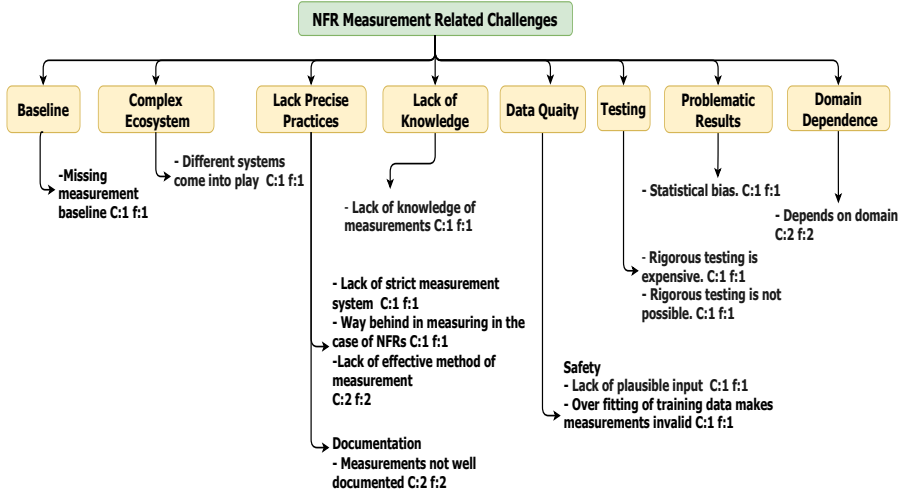 NFR Measurement Related Challenges
Baseline
Complex
Ecosystem
Lack Precise
Practices
Lack of
Knowledge
Data Quaity
Testing
Problematic
Results
Domain
Dependence
-Missing
measurement
baseline C:1 f:1
- Different systems
come into play C:1 f:1
- Lack of knowledge of
measurements C:1 f:1
- Statistical bias. C:1 f:1
- Depends on domain
C:2 f:2
- Rigorous testing is
expensive. C:1 f:1
- Rigorous testing is not
possible. C:1 f:1
- Lack of strict measurement
system C:1 f:1
- Way behind in measuring in the
case of NFRs C:1 f:1
-Lack of effective method of
measurement
C:2 f:2
Safety
- Lack of plausible input C:1 f:1
- Over fitting of training data makes
measurements invalid C:1 f:1
Documentation
- Measurements not well
documented C:2 f:2